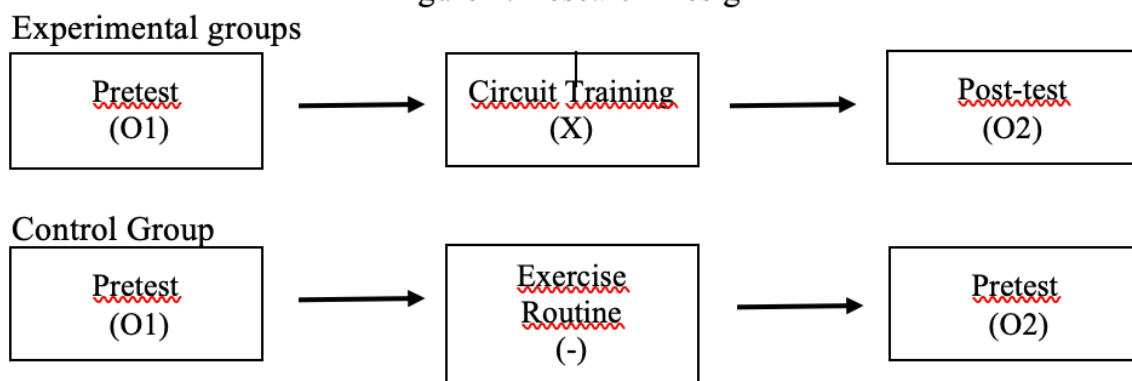 Experimental groups
Pretest
(O1)
Circuit Training
(X)
Post-test
(O2)
Control Group
Pretest
(O1)
Exercise
Routine
(-)
Pretest
(O2)